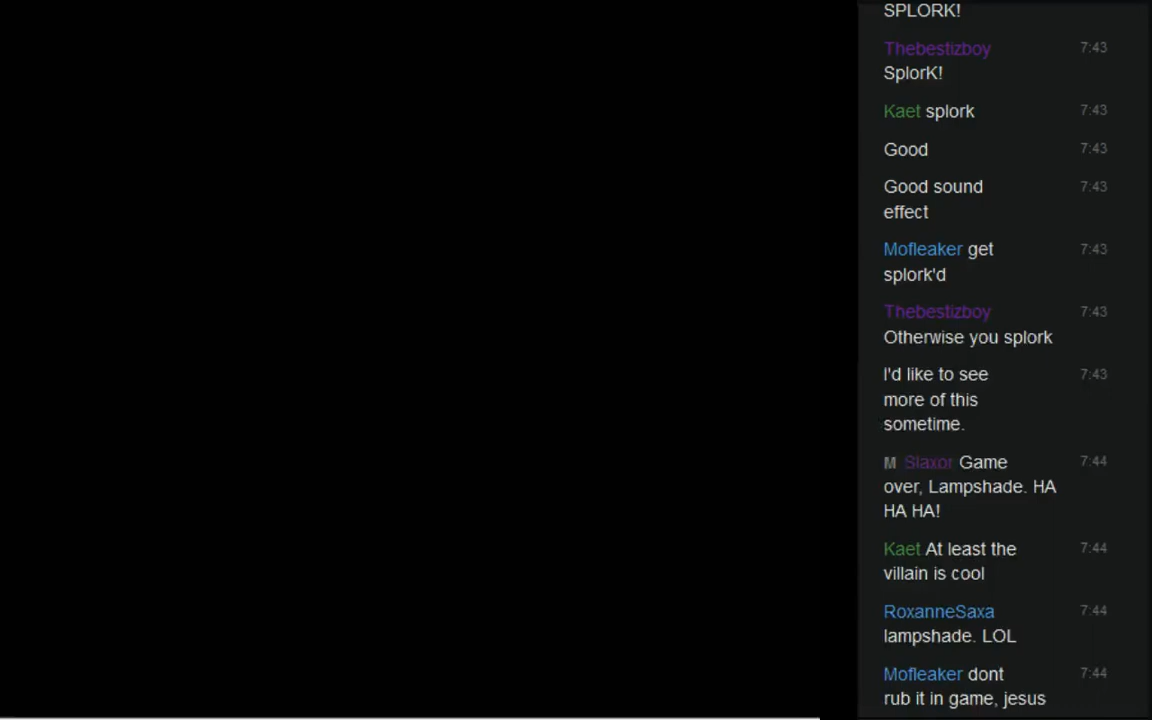 SPLORK!
Thebestizboy 7:43
SplorK!
Kaet splork 7:43
Good 7:43
Good sound 7:43
effect
Mofleaker get 7:43
splork'd
Thebestizboy 7:43
Otherwise you splork
I'd like to see 7:43
more of this
sometime.
M Slaxor Game 7:44
over, Lampshade. HA
HA HA!
Kaet At least the 7:44
villain is cool
RoxanneSaxa 7:44
lampshade. LOL
Mofleaker dont 7:44
rub it in game, jesus